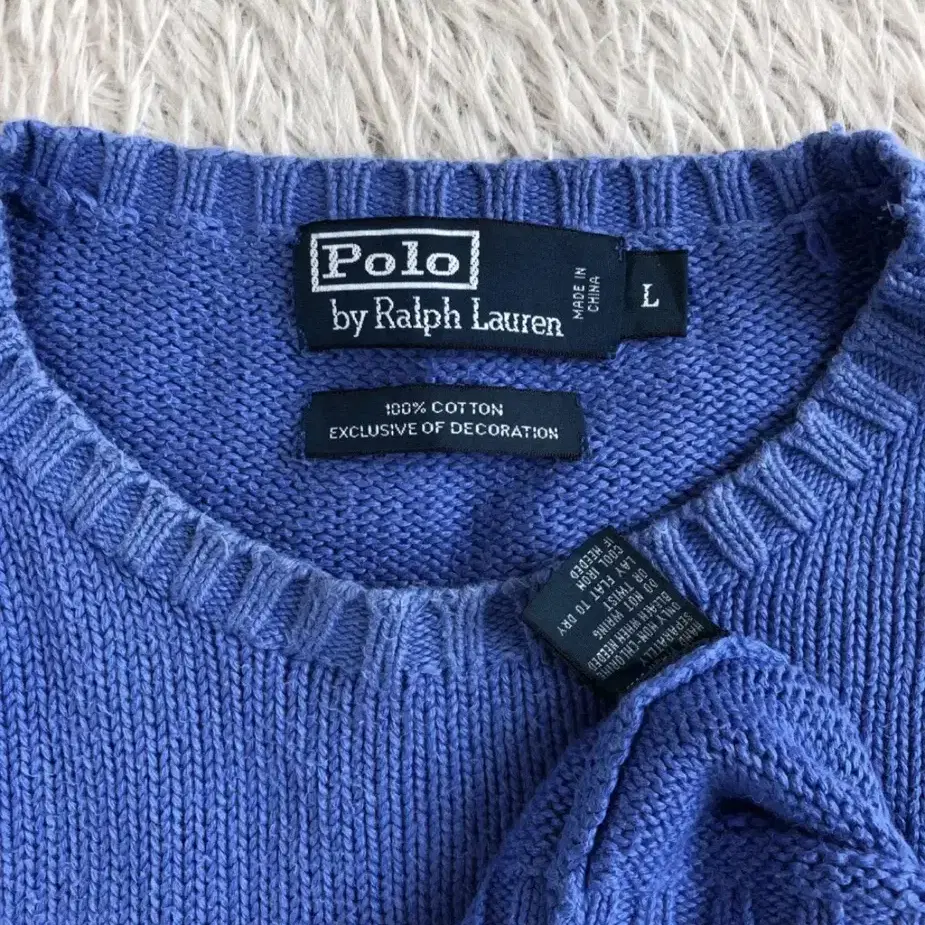 Polo
by Ralph Lauren
MADE IN
CHINA
L
100% COTTON
EXCLUSIVE OF DECORATION
SEPARATELY
ONLY NON-CHLORINE
BLEACH WHEN NEEDED
DO NOT WRING
OR TWIST
LAY FLAT TO DRY
COOL IRON
IF NEEDED